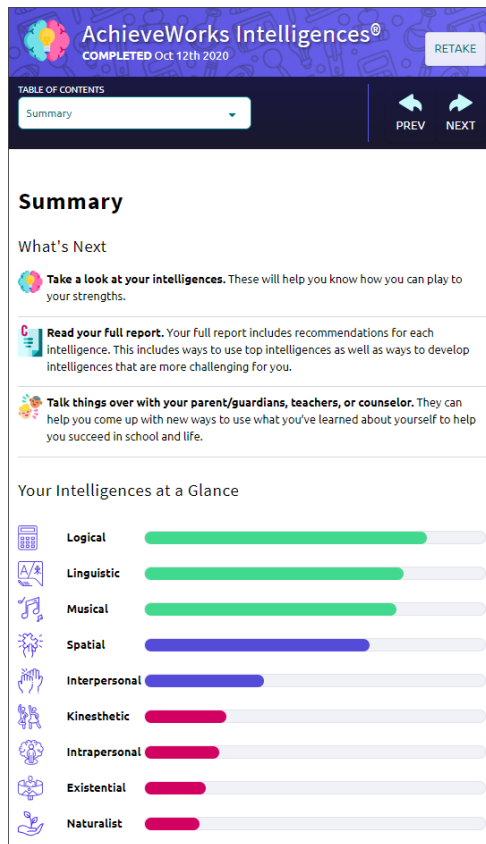 AchieveWorks Intelligences®
COMPLETED Oct 12th 2020
RETAKE
TABLE OF CONTENTS
Summary
PREV
NEXT
Summary
What's Next
Take a look at your intelligences. These will help you know how you can play to
your strengths.
Read your full report. Your full report includes recommendations for each
intelligence. This includes ways to use top intelligences as well as ways to develop
intelligences that are more challenging for you.
Talk things over with your parent/guardians, teachers, or counselor. They can
help you come up with new ways to use what you've learned about yourself to help
you succeed in school and life.
Your Intelligences at a Glance
Logical
Linguistic
Musical
Spatial
Interpersonal
Kinesthetic
Intrapersonal
Existential
Naturalist